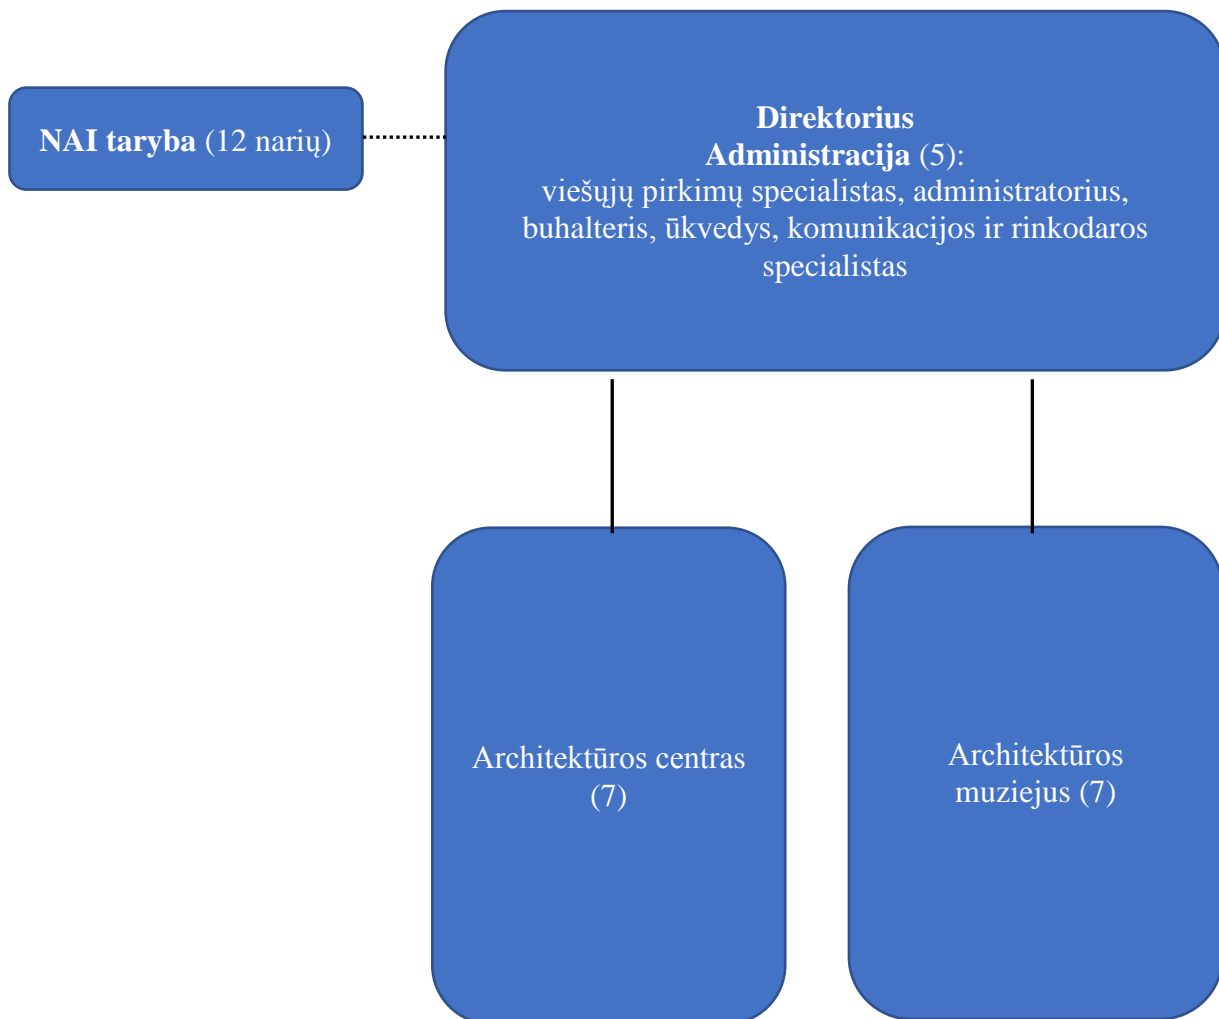 NAI taryba (12 narių)
Direktorius
Administracija (5):
viešųjų pirkimų specialistas, administratorius,
buhalteris, ūkvedys, komunikacijos ir rinkodaros
specialistas
Architektūros centras
(7)
Architektūros
muziejus (7)